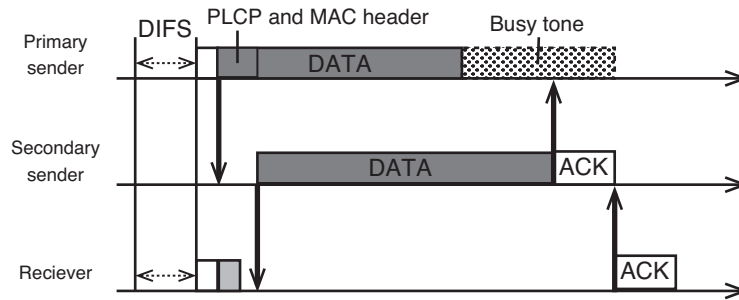 PLCP and MAC header
DIFS
Busy tone
Primary
sender
DATA
Secondary
sender
DATA
ACK
Reciever
ACK